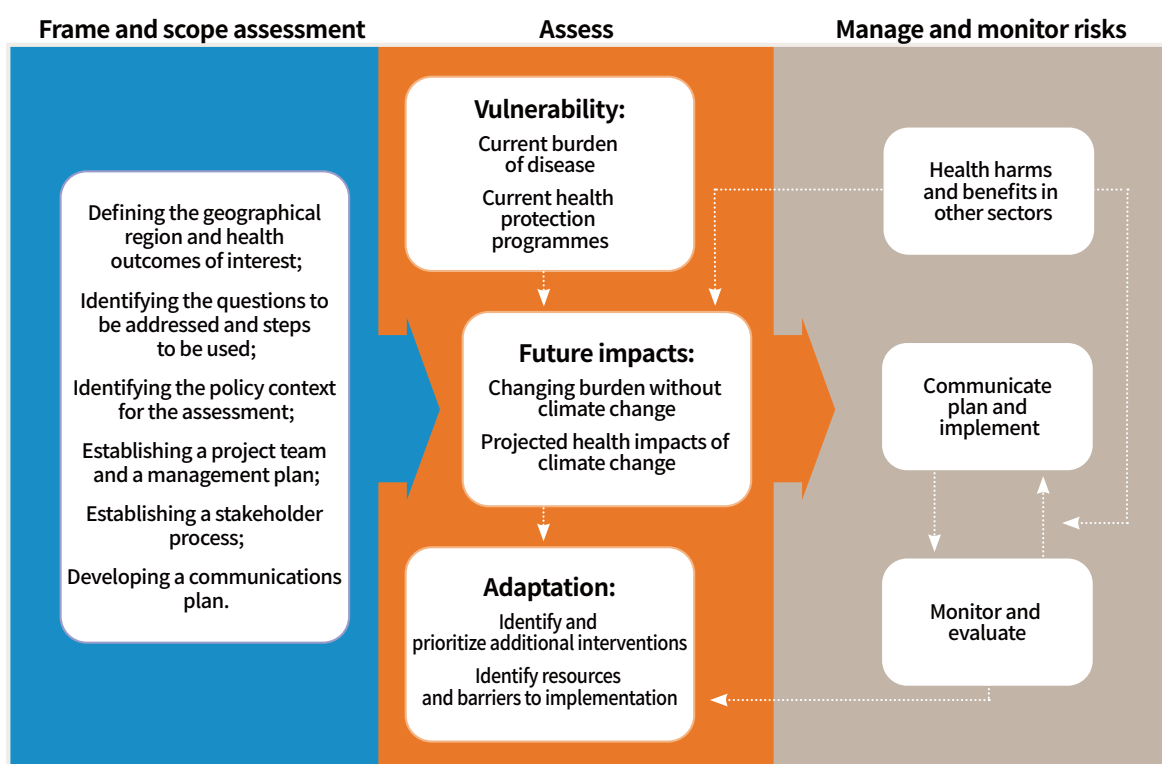 Frame and scope assessment
Assess
Manage and monitor risks
Defining the geographical
region and health
outcomes of interest;
Identifying the questions to
be addressed and steps
to be used;
Identifying the policy context
for the assessment;
Establishing a project team
and a management plan;
Establishing a stakeholder
process;
Developing a communications
plan.
Vulnerability:
Current burden
of disease
Current health
protection
programmes
Future impacts:
Changing burden without
climate change
Projected health impacts of
climate change
Adaptation:
Identify and
prioritize additional interventions
Identify resources
and barriers to implementation
Health harms
and benefits in
other sectors
Communicate
plan and
implement
Monitor and
evaluate